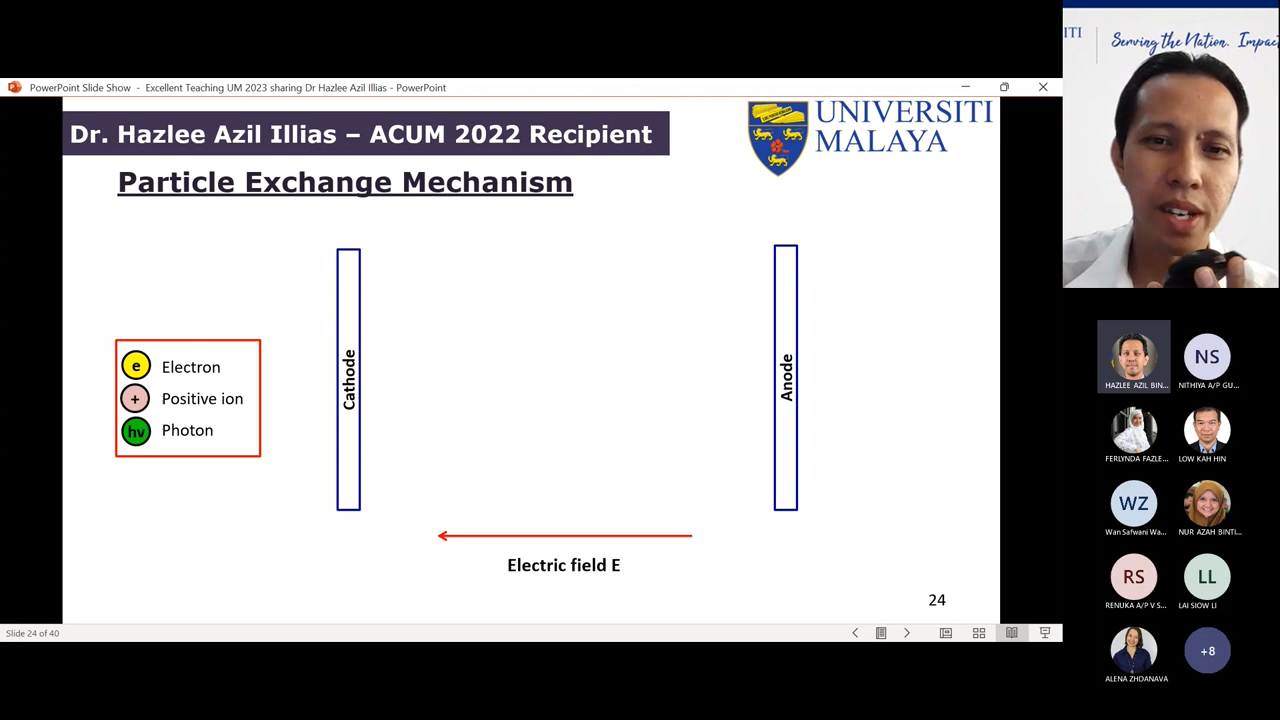 PowerPoint Slide Show - Excellent Teaching UM 2023 sharing Dr Hazlee Azil Illias - PowerPoint
Dr. Hazlee Azil Illias – ACUM 2022 Recipient
UNIVERSITI
MALAYA
Particle Exchange Mechanism
Cathode
Anode
e Electron
+ Positive ion
hv Photon
Electric field E
24
Slide 24 of 40
ITI
Serving the Nation. Impac
HAZLEE AZIL BIN...
NS
NITHIYA A/P GU...
FERLYNDA FAZLE...
LOW KAH HIN
WZ
Wan Safwani Wa...
NUR AZAH BINTI...
RS
RENUKA A/P V S...
LL
LAI SIOW LI
ALENA ZHDANAVA
+8